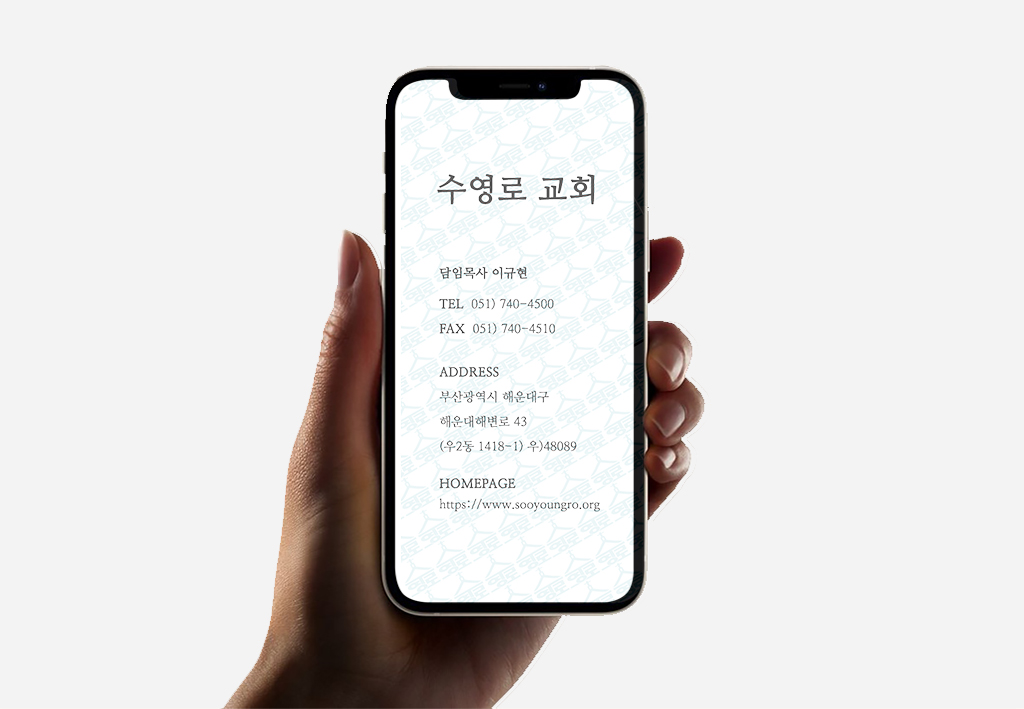 수영로 교회
담임목사 이규현
TEL 051) 740-4500
FAX 051) 740-4510
ADDRESS
부산광역시 해운대구
해운대해변로 43
(우2동 1418-1) 우)48089
HOMEPAGE
https://www.sooyoungro.org